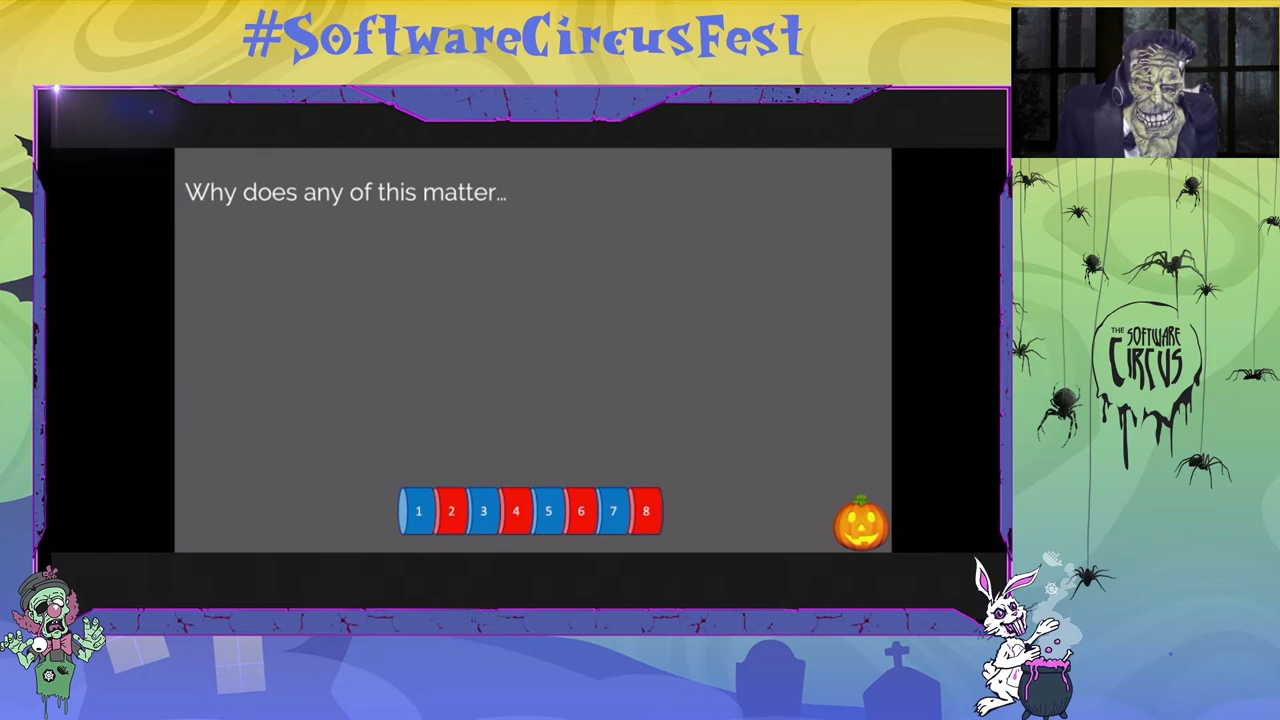 #SoftwareCircusFest
Why does any of this matter...
1 2 3 4 5 6 7 8
THE SOFTWARE
CIRCUS